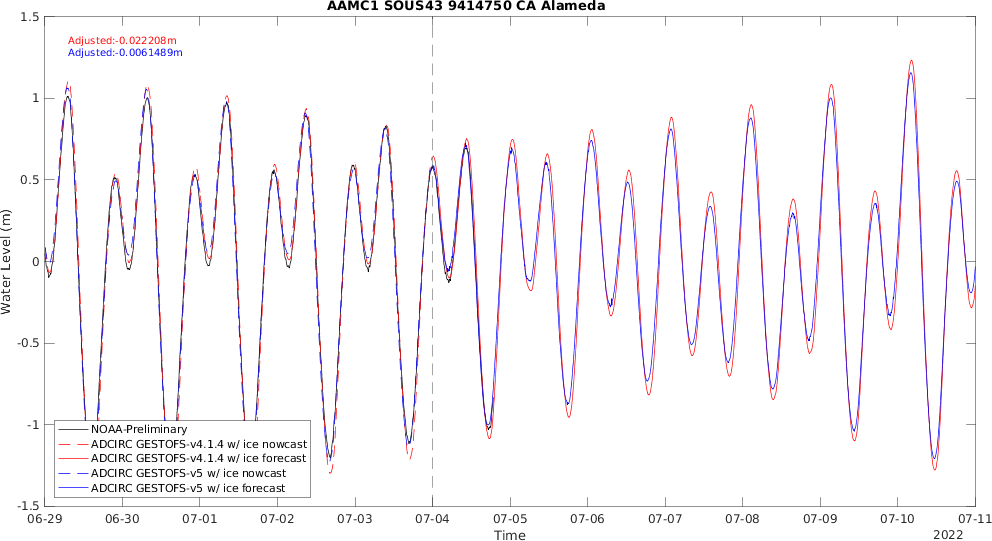 AAMC1 SOUS43 9414750 CA Alameda
Adjusted:-0.022208m
Adjusted:-0.0061489m
1.5
1
0.5
0
-0.5
-1
-1.5
Water Level (m)
NOAA-Preliminary
ADCIRC GESTOFS-v4.1.4 w/ ice nowcast
ADCIRC GESTOFS-v4.1.4 w/ ice forecast
ADCIRC GESTOFS-v5 w/ ice nowcast
ADCIRC GESTOFS-v5 w/ ice forecast
06-29 06-30 07-01 07-02 07-03 07-04 07-05 07-06 07-07 07-08 07-09 07-10 07-11
Time
2022